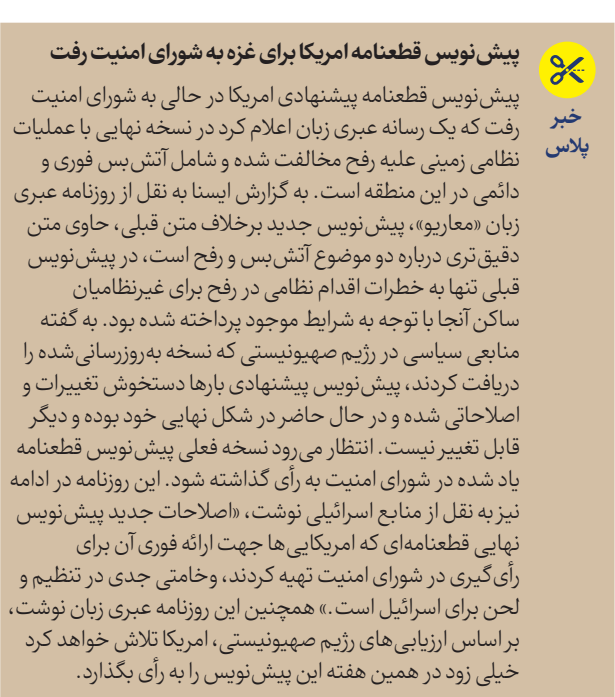 پیش‌نویس قطعنامه امریکا برای غزه به شورای امنیت رفت
خبر
پلاس
پیش‌نویس قطعنامه پیشنهادی امریکا در حالی به شورای امنیت
رفت که یک رسانه عبری زبان اعلام کرد در نسخه نهایی با عملیات
نظامی زمینی علیه رفح مخالفت شده و شامل آتش‌بس فوری و
دائمی در این منطقه است. به گزارش ایسنا به نقل از روزنامه عبری
زبان «معاریو»، پیش‌نویس جدید برخلاف متن قبلی، حاوی متن
دقیق‌تری درباره دو موضوع آتش‌بس و رفح است، در پیش‌نویس
قبلی تنها به خطرات اقدام نظامی در رفح برای غیرنظامیان
ساکن آنجا با توجه به شرایط موجود پرداخته شده بود. به گفته
منابعی سیاسی در رژیم صهیونیستی که نسخه به‌روزرسانی‌شده را
دریافت کردند، پیش‌نویس پیشنهادی بارها دستخوش تغییرات و
اصلاحاتی شده و در حال حاضر در شکل نهایی خود بوده و دیگر
قابل تغییر نیست. انتظار می‌رود نسخه فعلی پیش‌نویس قطعنامه
یاد شده در شورای امنیت به رأی گذاشته شود. این روزنامه در ادامه
نیز به نقل از منابع اسرائیلی نوشت، «اصلاحات جدید پیش‌نویس
نهایی قطعنامه‌ای که امریکایی‌ها جهت ارائه فوری آن برای
رأی‌گیری در شورای امنیت تهیه کردند، وخامتی جدی در تنظیم و
لحن برای اسرائیل است.» همچنین این روزنامه عبری زبان نوشت،
بر اساس ارزیابی‌های رژیم صهیونیستی، امریکا تلاش خواهد کرد
خیلی زود در همین هفته این پیش‌نویس را به رأی بگذارد.